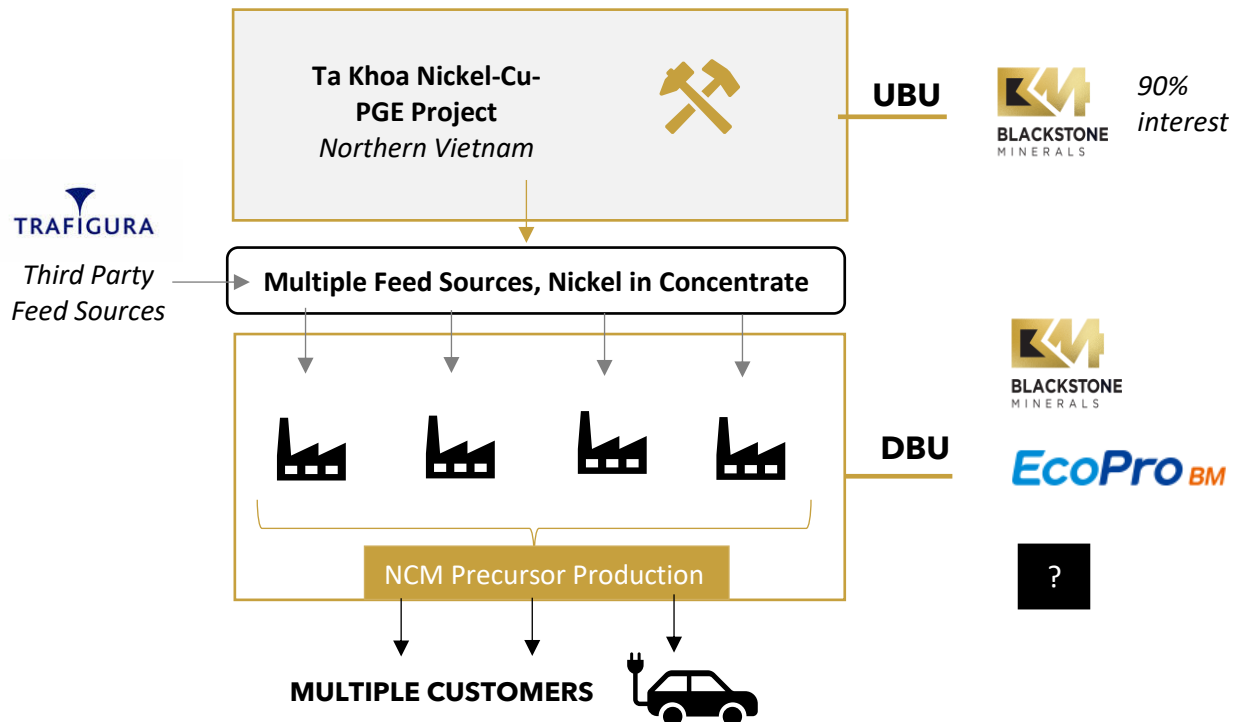 Ta Khoa Nickel-Cu-
PGE Project
Northern Vietnam
UBU
BLACKSTONE
MINERALS
90%
interest
TRAFIGURA
Third Party
Feed Sources
Multiple Feed Sources, Nickel in Concentrate
BLACKSTONE
MINERALS
DBU
EcoPro BM
NCM Precursor Production
?
MULTIPLE CUSTOMERS